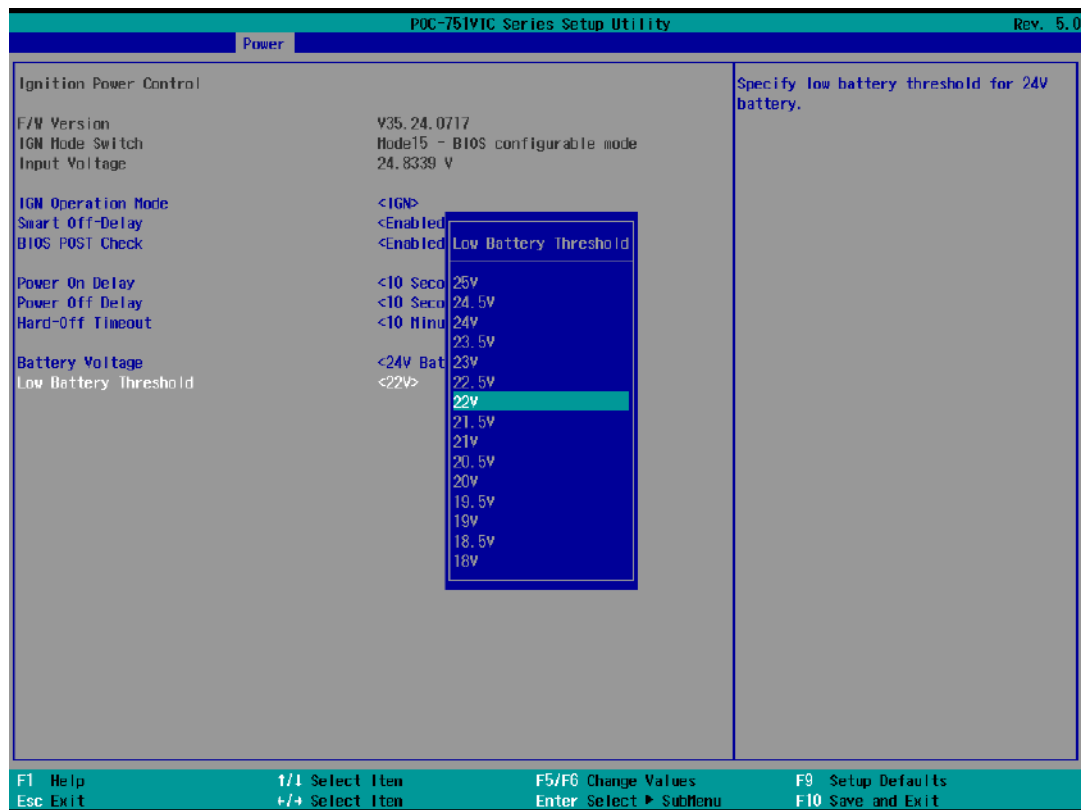 POC-751VTC Series Setup Utility Rev. 5.0
Power
Ignition Power Control
F/W Version V35.24.0717
IGN Mode Switch Mode15 - BIOS configurable mode
Input Voltage 24.8339 V
IGN Operation Mode <IGN>
Smart Off-Delay <Enabled
BIOS POST Check <Enabled
Power On Delay <10 Seco
Power Off Delay <10 Seco
Hard-Off Timeout <10 Minu
Battery Voltage <24V Bat
Low Battery Threshold <22V>
Low Battery Threshold
25V
24.5V
24V
23.5V
23V
22.5V
22V
21.5V
21V
20.5V
20V
19.5V
19V
18.5V
18V
Specify low battery threshold for 24V
battery.
F1 Help ↑/↓ Select Item F5/F6 Change Values F9 Setup Defaults
Esc Exit ←/→ Select Item Enter Select ▶ SubMenu F10 Save and Exit